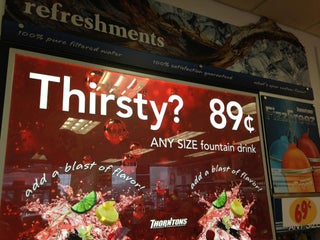 refreshments
100% pure filtered water
100% satisfaction guaranteed
Thirsty? 89¢
ANY SIZE fountain drink
add a blast of flavor!
add a blast of flavor!
THORNTONS
69¢